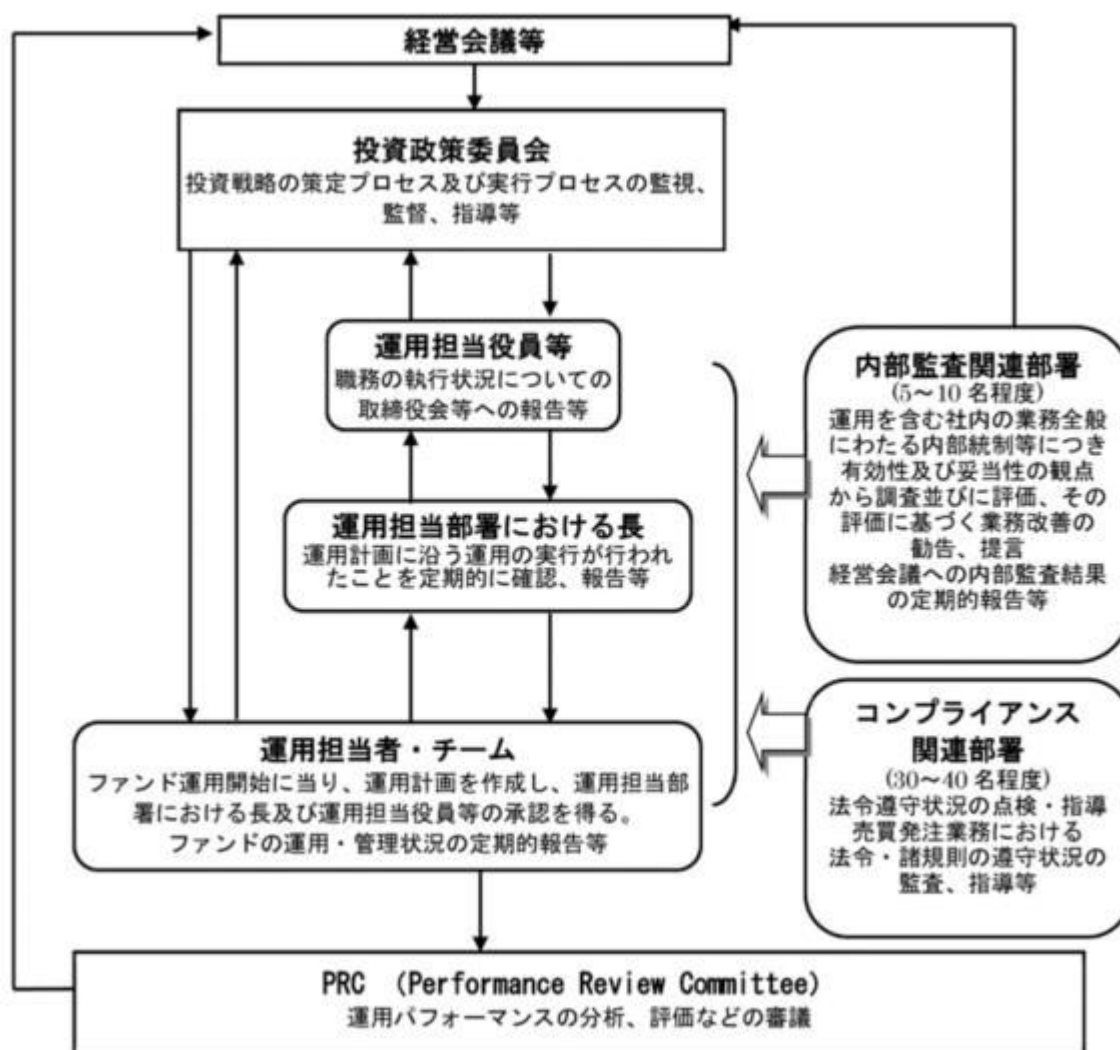 経営会議等
投資政策委員会
投資戦略の策定プロセス及び実行プロセスの監視、
監督、指導等
運用担当役員等
職務の執行状況についての
取締役会等への報告等
運用担当部署における長
運用計画に沿う運用の実行が行われ
たことを定期的に確認、報告等
運用担当者・チーム
ファンド運用開始に当り、運用計画を作成し、運用担当部
署における長及び運用担当役員等の承認を得る。
ファンドの運用・管理状況の定期的報告等
内部監査関連部署
(5～10 名程度)
運用を含む社内の業務全般
にわたる内部統制等につき
有効性及び妥当性の観点
から調査並びに評価、その
評価に基づく業務改善の
勧告、提言
経営会議への内部監査結果
の定期的報告等
コンプライアンス
関連部署
(30～40 名程度)
法令遵守状況の点検・指導
売買発注業務における
法令・諸規則の遵守状況の
監査、指導等
PRC (Performance Review Committee)
運用パフォーマンスの分析、評価などの審議